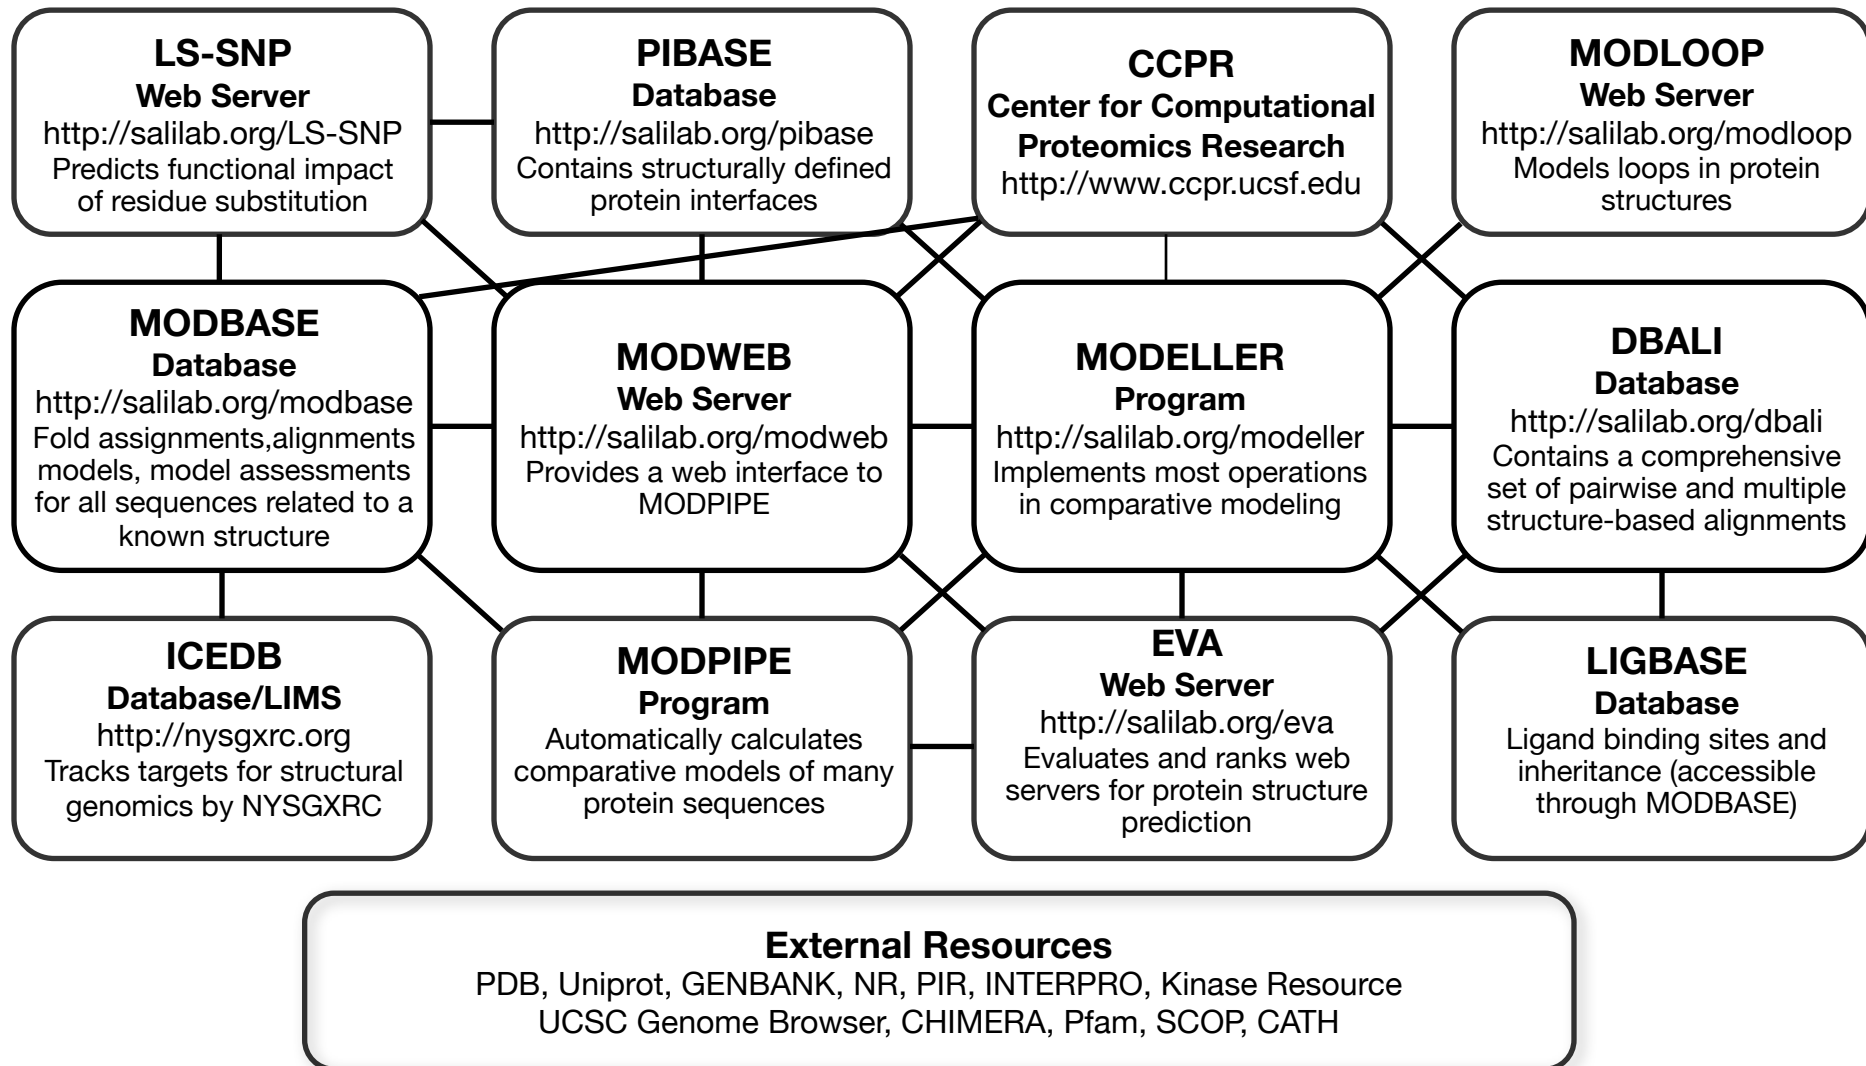 LS-SNP
Web Server
http://salilab.org/LS-SNP
Predicts functional impact
of residue substitution
PIBASE
Database
http://salilab.org/pibase
Contains structurally defined
protein interfaces
CCPR
Center for Computational
Proteomics Research
http://www.ccpr.ucsf.edu
MODLOOP
Web Server
http://salilab.org/modloop
Models loops in protein
structures
MODBASE
Database
http://salilab.org/modbase
Fold assignments,alignments
models, model assessments
for all sequences related to a
known structure
MODWEB
Web Server
http://salilab.org/modweb
Provides a web interface to
MODPIPE
MODELLER
Program
http://salilab.org/modeller
Implements most operations
in comparative modeling
DBALI
Database
http://salilab.org/dbali
Contains a comprehensive
set of pairwise and multiple
structure-based alignments
ICEDB
Database/LIMS
http://nysgxrc.org
Tracks targets for structural
genomics by NYSGXRC
MODPIPE
Program
Automatically calculates
comparative models of many
protein sequences
EVA
Web Server
http://salilab.org/eva
Evaluates and ranks web
servers for protein structure
prediction
LIGBASE
Database
Ligand binding sites and
inheritance (accessible
through MODBASE)
External Resources
PDB, Uniprot, GENBANK, NR, PIR, INTERPRO, Kinase Resource
UCSC Genome Browser, CHIMERA, Pfam, SCOP, CATH